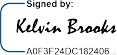 Signed by:
Kelvin Brooks
A0F3F24DC182406...